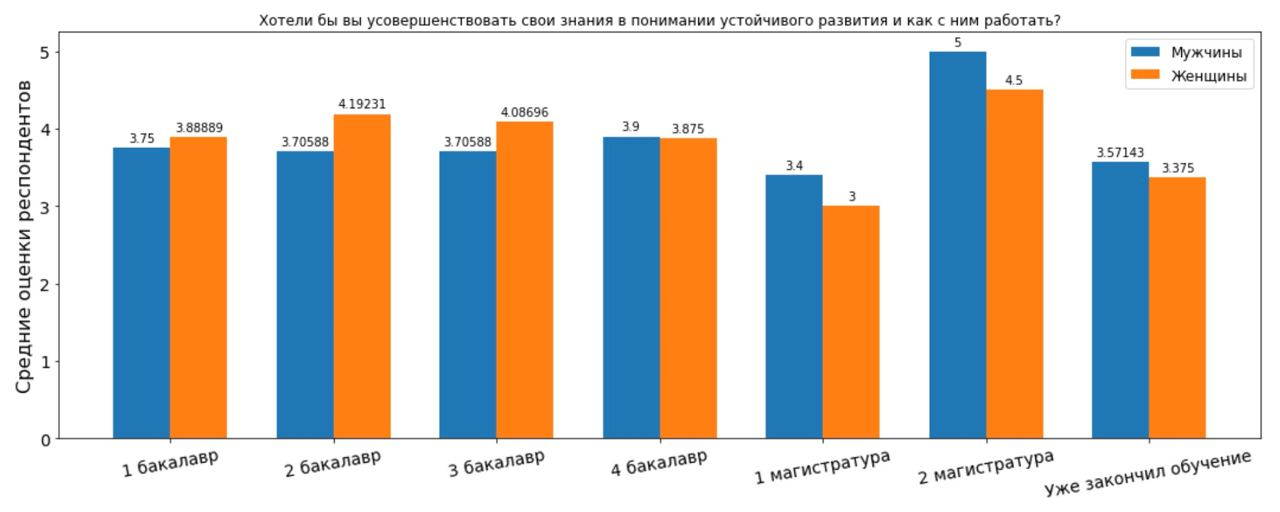 Хотели бы вы усовершенствовать свои знания в понимании устойчивого развития и как с ним работать?
Мужчины
Женщины
Средние оценки респондентов
5
4
3
2
1
0
3.75
3.88889
3.70588
4.19231
3.70588
4.08696
3.9
3.875
3.4
3
5
4.5
3.57143
3.375
1 бакалавр
2 бакалавр
3 бакалавр
4 бакалавр
1 магистратура
2 магистратура
Уже закончил обучение